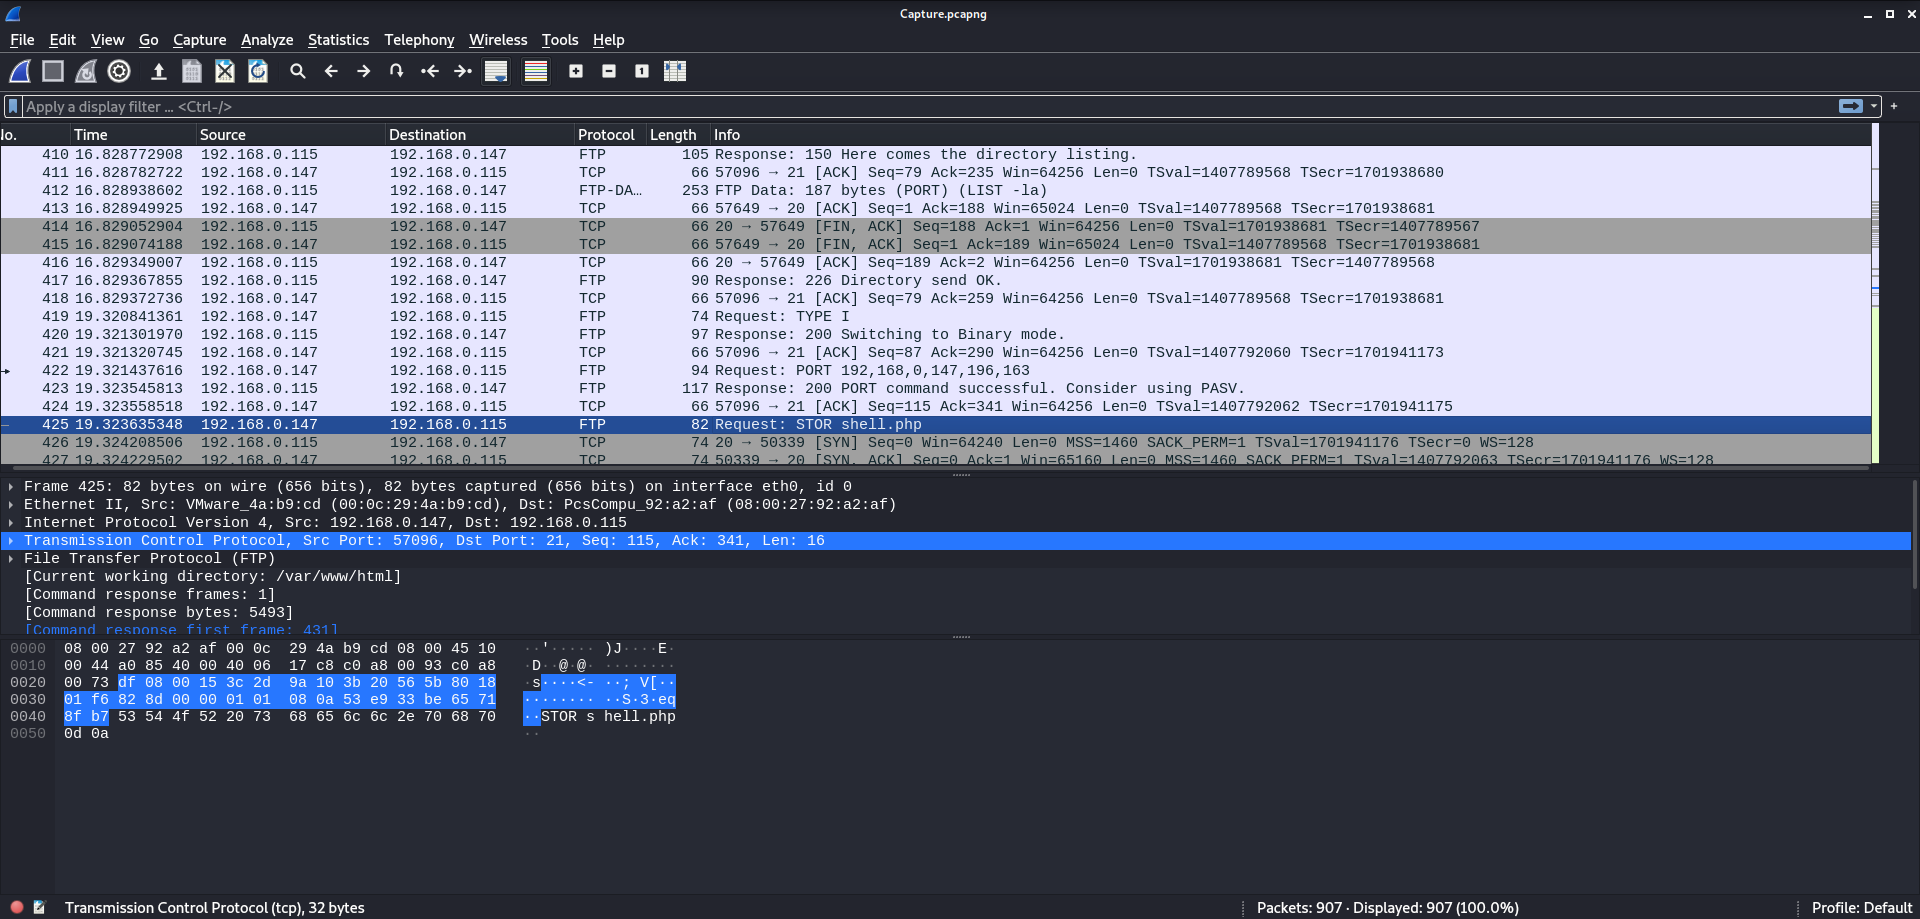 Capture.pcapng
File Edit View Go Capture Analyze Statistics Telephony Wireless Tools Help
Apply a display filter … <Ctrl-/>
lo. Time Source Destination Protocol Length Info
410 16.828772908 192.168.0.115 192.168.0.147 FTP 105 Response: 150 Here comes the directory listing.
411 16.828782722 192.168.0.147 192.168.0.115 TCP 66 57096 → 21 [ACK] Seq=79 Ack=235 Win=64256 Len=0 TSval=1407789568 TSecr=1701938680
412 16.828938602 192.168.0.115 192.168.0.147 FTP-DA… 253 FTP Data: 187 bytes (PORT) (LIST -la)
413 16.828949925 192.168.0.147 192.168.0.115 TCP 66 57649 → 20 [ACK] Seq=1 Ack=188 Win=65024 Len=0 TSval=1407789568 TSecr=1701938681
414 16.829052904 192.168.0.115 192.168.0.147 TCP 66 20 → 57649 [FIN, ACK] Seq=188 Ack=1 Win=64256 Len=0 TSval=1701938681 TSecr=1407789567
415 16.829074188 192.168.0.147 192.168.0.115 TCP 66 57649 → 20 [FIN, ACK] Seq=1 Ack=189 Win=65024 Len=0 TSval=1407789568 TSecr=1701938681
416 16.829349007 192.168.0.115 192.168.0.147 TCP 66 20 → 57649 [ACK] Seq=189 Ack=2 Win=64256 Len=0 TSval=1701938681 TSecr=1407789568
417 16.829367855 192.168.0.115 192.168.0.147 FTP 90 Response: 226 Directory send OK.
418 16.829372736 192.168.0.147 192.168.0.115 TCP 66 57096 → 21 [ACK] Seq=79 Ack=259 Win=64256 Len=0 TSval=1407789568 TSecr=1701938681
419 19.320841361 192.168.0.147 192.168.0.115 FTP 74 Request: TYPE I
420 19.321301970 192.168.0.115 192.168.0.147 FTP 97 Response: 200 Switching to Binary mode.
421 19.321320745 192.168.0.147 192.168.0.115 TCP 66 57096 → 21 [ACK] Seq=87 Ack=290 Win=64256 Len=0 TSval=1407792060 TSecr=1701941173
422 19.321437616 192.168.0.147 192.168.0.115 FTP 94 Request: PORT 192,168,0,147,196,163
423 19.323545813 192.168.0.115 192.168.0.147 FTP 117 Response: 200 PORT command successful. Consider using PASV.
424 19.323558518 192.168.0.147 192.168.0.115 TCP 66 57096 → 21 [ACK] Seq=115 Ack=341 Win=64256 Len=0 TSval=1407792062 TSecr=1701941175
425 19.323635348 192.168.0.147 192.168.0.115 FTP 82 Request: STOR shell.php
426 19.324208506 192.168.0.115 192.168.0.147 TCP 74 20 → 50339 [SYN] Seq=0 Win=64240 Len=0 MSS=1460 SACK_PERM=1 TSval=1701941176 TSecr=0 WS=128
427 19.324229502 192.168.0.147 192.168.0.115 TCP 74 50339 → 20 [SYN, ACK] Seq=0 Ack=1 Win=65160 Len=0 MSS=1460 SACK_PERM=1 TSval=1407792063 TSecr=1701941176 WS=128
Frame 425: 82 bytes on wire (656 bits), 82 bytes captured (656 bits) on interface eth0, id 0
Ethernet II, Src: VMware_4a:b9:cd (00:0c:29:4a:b9:cd), Dst: PcsCompu_92:a2:af (08:00:27:92:a2:af)
Internet Protocol Version 4, Src: 192.168.0.147, Dst: 192.168.0.115
Transmission Control Protocol, Src Port: 57096, Dst Port: 21, Seq: 115, Ack: 341, Len: 16
File Transfer Protocol (FTP)
[Current working directory: /var/www/html]
[Command response frames: 1]
[Command response bytes: 5493]
[Command response first frame: 431]
0000 08 00 27 92 a2 af 00 0c 29 4a b9 cd 08 00 45 10 ··'····· )J····E·
0010 00 44 a0 85 40 00 40 06 17 c8 c0 a8 00 93 c0 a8 ·D··@·@· ········
0020 00 73 df 08 00 15 3c 2d 9a 10 3b 20 56 5b 80 18 ·s····<- ··; V[··
0030 01 f6 82 8d 00 00 01 01 08 0a 53 e9 33 be 65 71 ········ ··S·3·eq
0040 8f b7 53 54 4f 52 20 73 68 65 6c 6c 2e 70 68 70 ··STOR s hell.php
0050 0d 0a ··
Transmission Control Protocol (tcp), 32 bytes Packets: 907 · Displayed: 907 (100.0%) Profile: Default